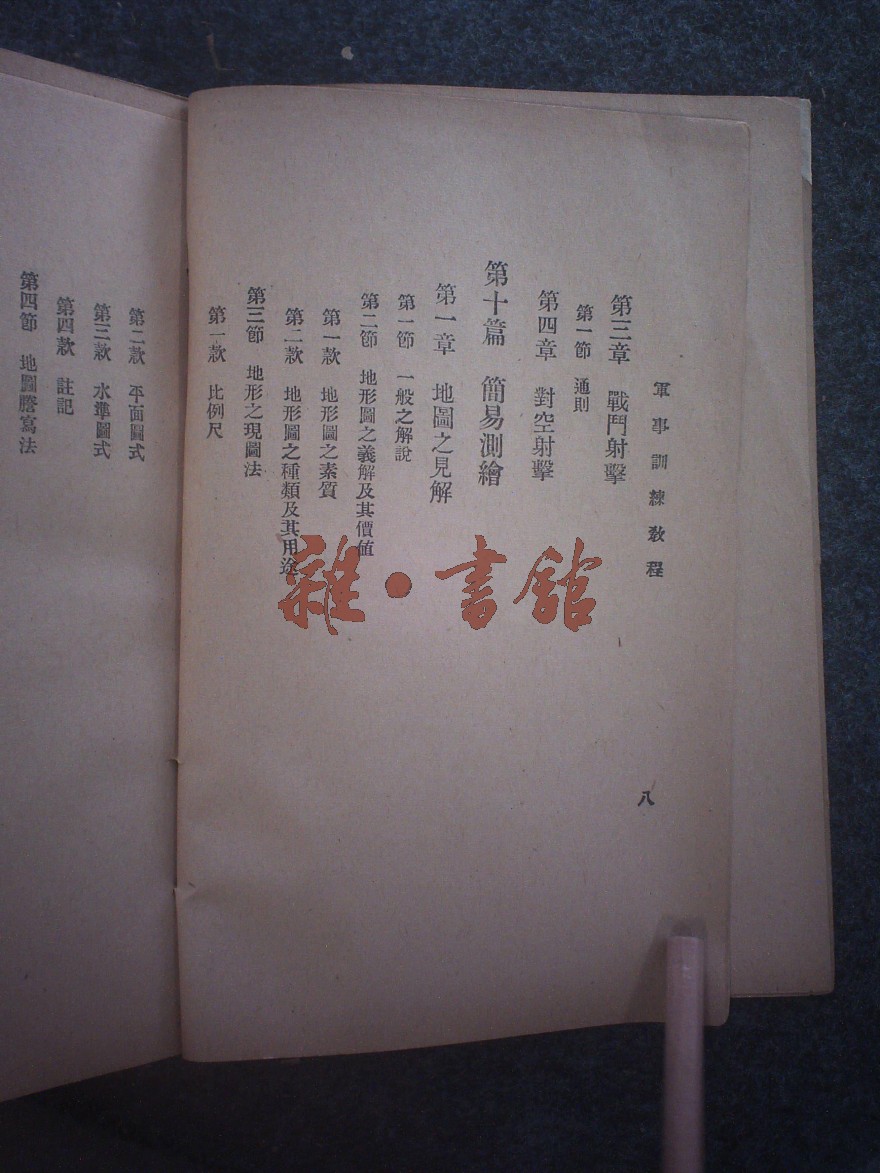 軍事訓練教程
八
第三章 戰鬥射擊
第一節 通則
第四章 對空射擊
第十篇 簡易測繪
第一章 地圖之見解
第一節 一般之解說
第二節 地形圖之義解及其價值
第一款 地形圖之素質
第二款 地形圖之種類及其用途
第三節 地形之現圖法
第一款 比例尺
第二款 平面圖式
第三款 水準圖式
第四款 註記
第四節 地圖謄寫法
雜·書館